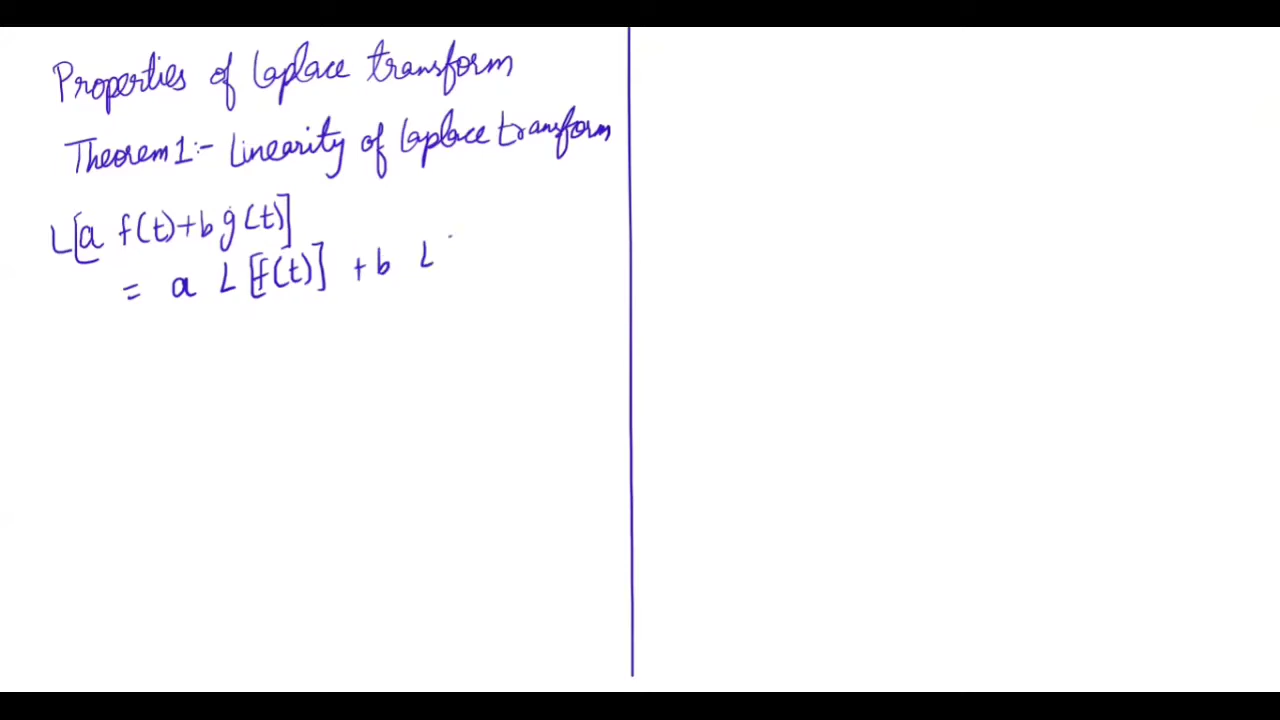 Properties of Laplace transform
Theorem 1:- Linearity of Laplace transform
L[a f(t)+b g(t)]
= a L [f(t)] + b L